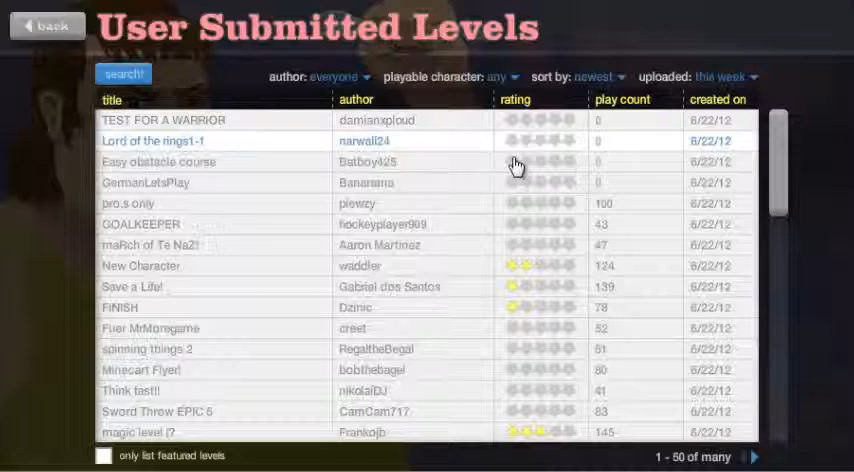 back
User Submitted Levels
search!
author: everyone playable character: any sort by: newest uploaded: this week
title author rating play count created on
TEST FOR A WARRIOR damianxploud 0 6/22/12
Lord of the rings1-1 narwall24 0 6/22/12
Easy obstacle course Batboy425 0 6/22/12
GermanLetsPlay Bananama 0 6/22/12
pro.s only plewzy 100 6/22/12
GOALKEEPER hockeyplayer909 43 6/22/12
maRch of Te NaZ! Aaron Martinez 47 6/22/12
New Character waddler 124 6/22/12
Save a Life! Gabriel dos Santos 139 6/22/12
FINISH Dzinic 78 6/22/12
Fuer MrMoregame creet 52 6/22/12
spinning things 2 RegaltheBegal 51 6/22/12
Minecart Flyer! bobthebagel 80 6/22/12
Think fast!! nikolaiDJ 41 6/22/12
Sword Throw EPIC 5 CamCam717 83 6/22/12
magic level (? Frankojb 145 6/22/12
only list featured levels 1 - 50 of many